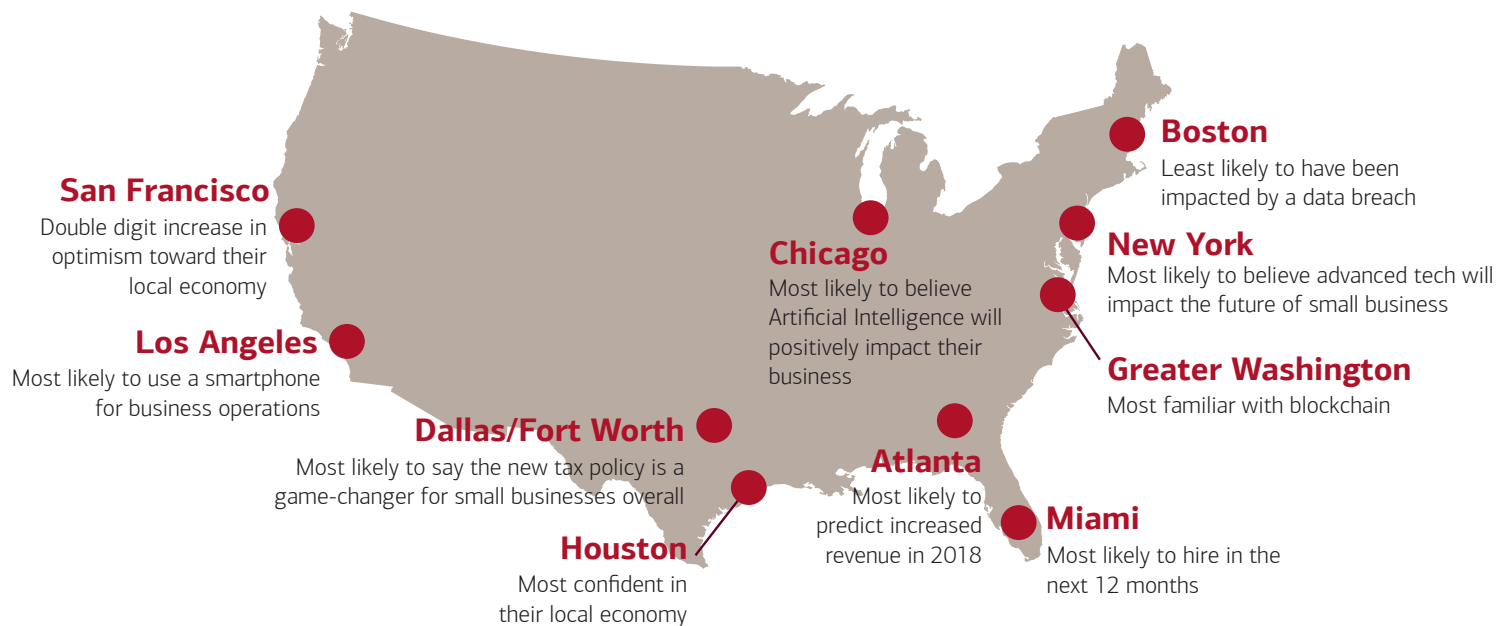 San Francisco
Double digit increase in
optimism toward their
local economy
Los Angeles
Most likely to use a smartphone
for business operations
Dallas/Fort Worth
Most likely to say the new tax policy is a
game-changer for small businesses overall
Houston
Most confident in
their local economy
Chicago
Most likely to believe
Artificial Intelligence will
positively impact their
business
Atlanta
Most likely to
predict increased
revenue in 2018
Miami
Most likely to hire in the
next 12 months
Boston
Least likely to have been
impacted by a data breach
New York
Most likely to believe advanced tech will
impact the future of small business
Greater Washington
Most familiar with blockchain